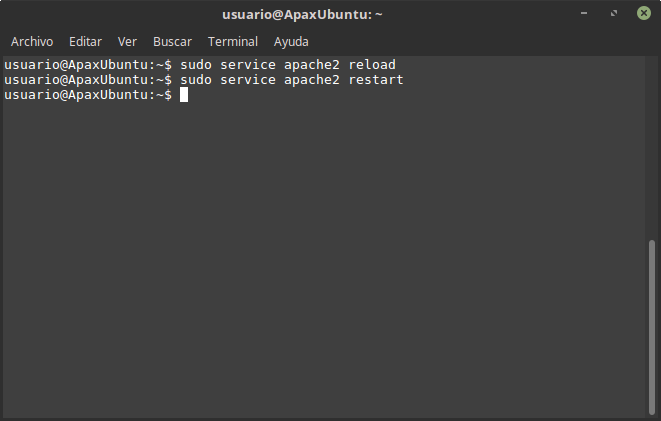 usuario@ApaxUbuntu: ~
Archivo Editar Ver Buscar Terminal Ayuda
usuario@ApaxUbuntu:~$ sudo service apache2 reload
usuario@ApaxUbuntu:~$ sudo service apache2 restart
usuario@ApaxUbuntu:~$